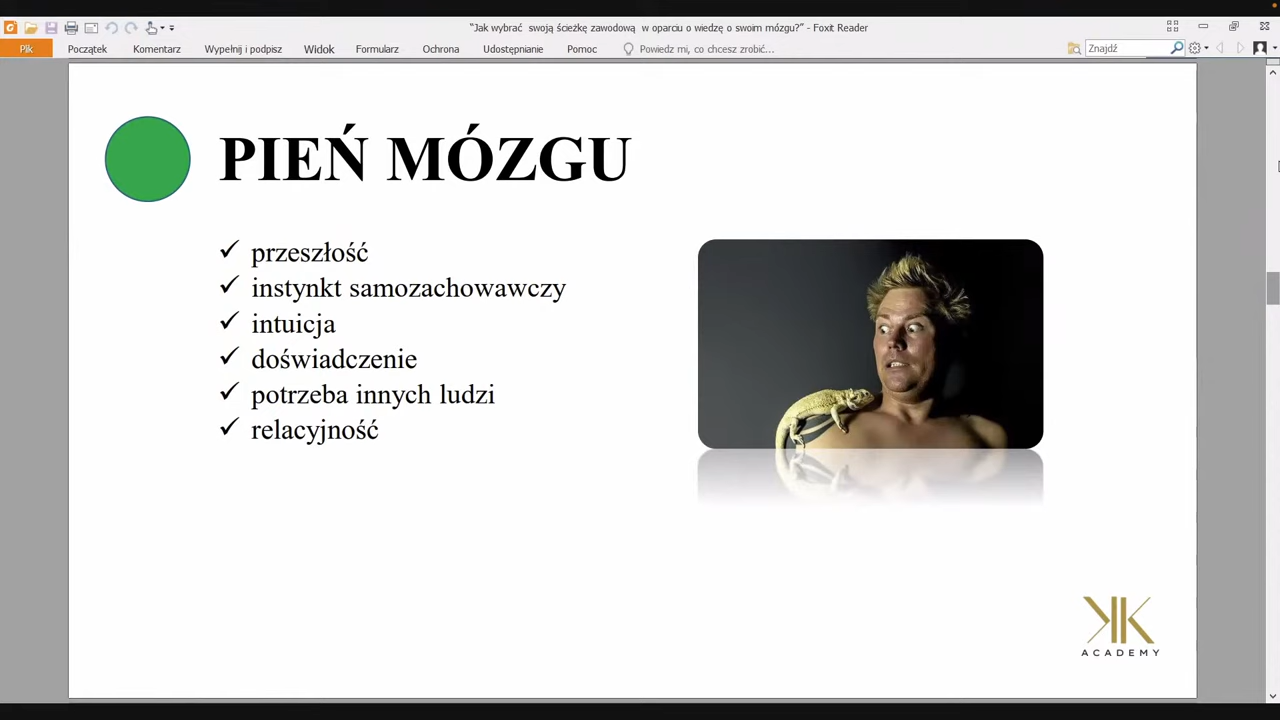 “Jak wybrać swoją ścieżkę zawodową w oparciu o wiedzę o swoim mózgu?” - Foxit Reader
Plik Początek Komentarz Wypełnij i podpisz Widok Formularz Ochrona Udostępnianie Pomoc Powiedz mi, co chcesz zrobić... Znajdź
PIEŃ MÓZGU
✓ przeszłość
✓ instynkt samozachowawczy
✓ intuicja
✓ doświadczenie
✓ potrzeba innych ludzi
✓ relacyjność
KK
ACADEMY